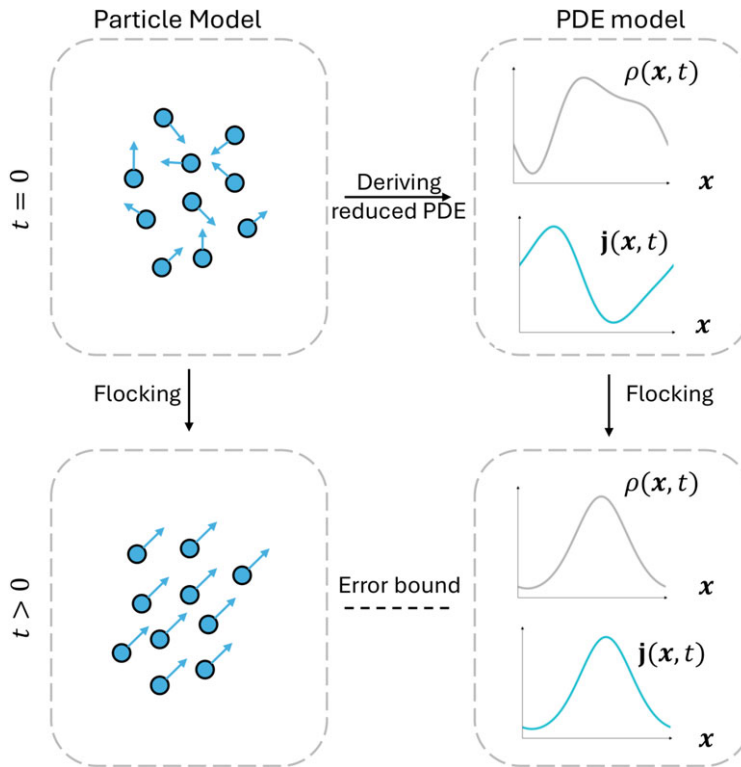 Particle Model
PDE model
t = 0
ρ(x, t)
x
Deriving
reduced PDE
j(x, t)
x
Flocking
Flocking
t > 0
ρ(x, t)
x
Error bound
j(x, t)
x